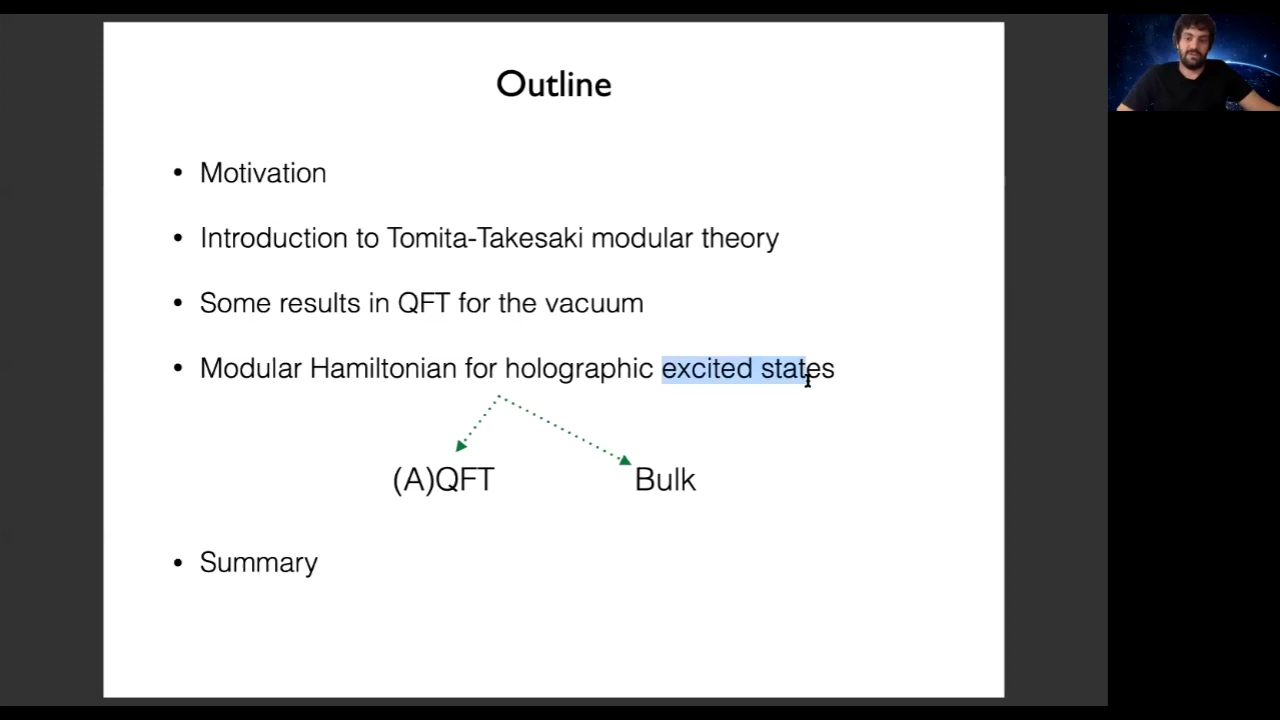 Outline
• Motivation
• Introduction to Tomita-Takesaki modular theory
• Some results in QFT for the vacuum
• Modular Hamiltonian for holographic excited states
(A)QFT Bulk
• Summary